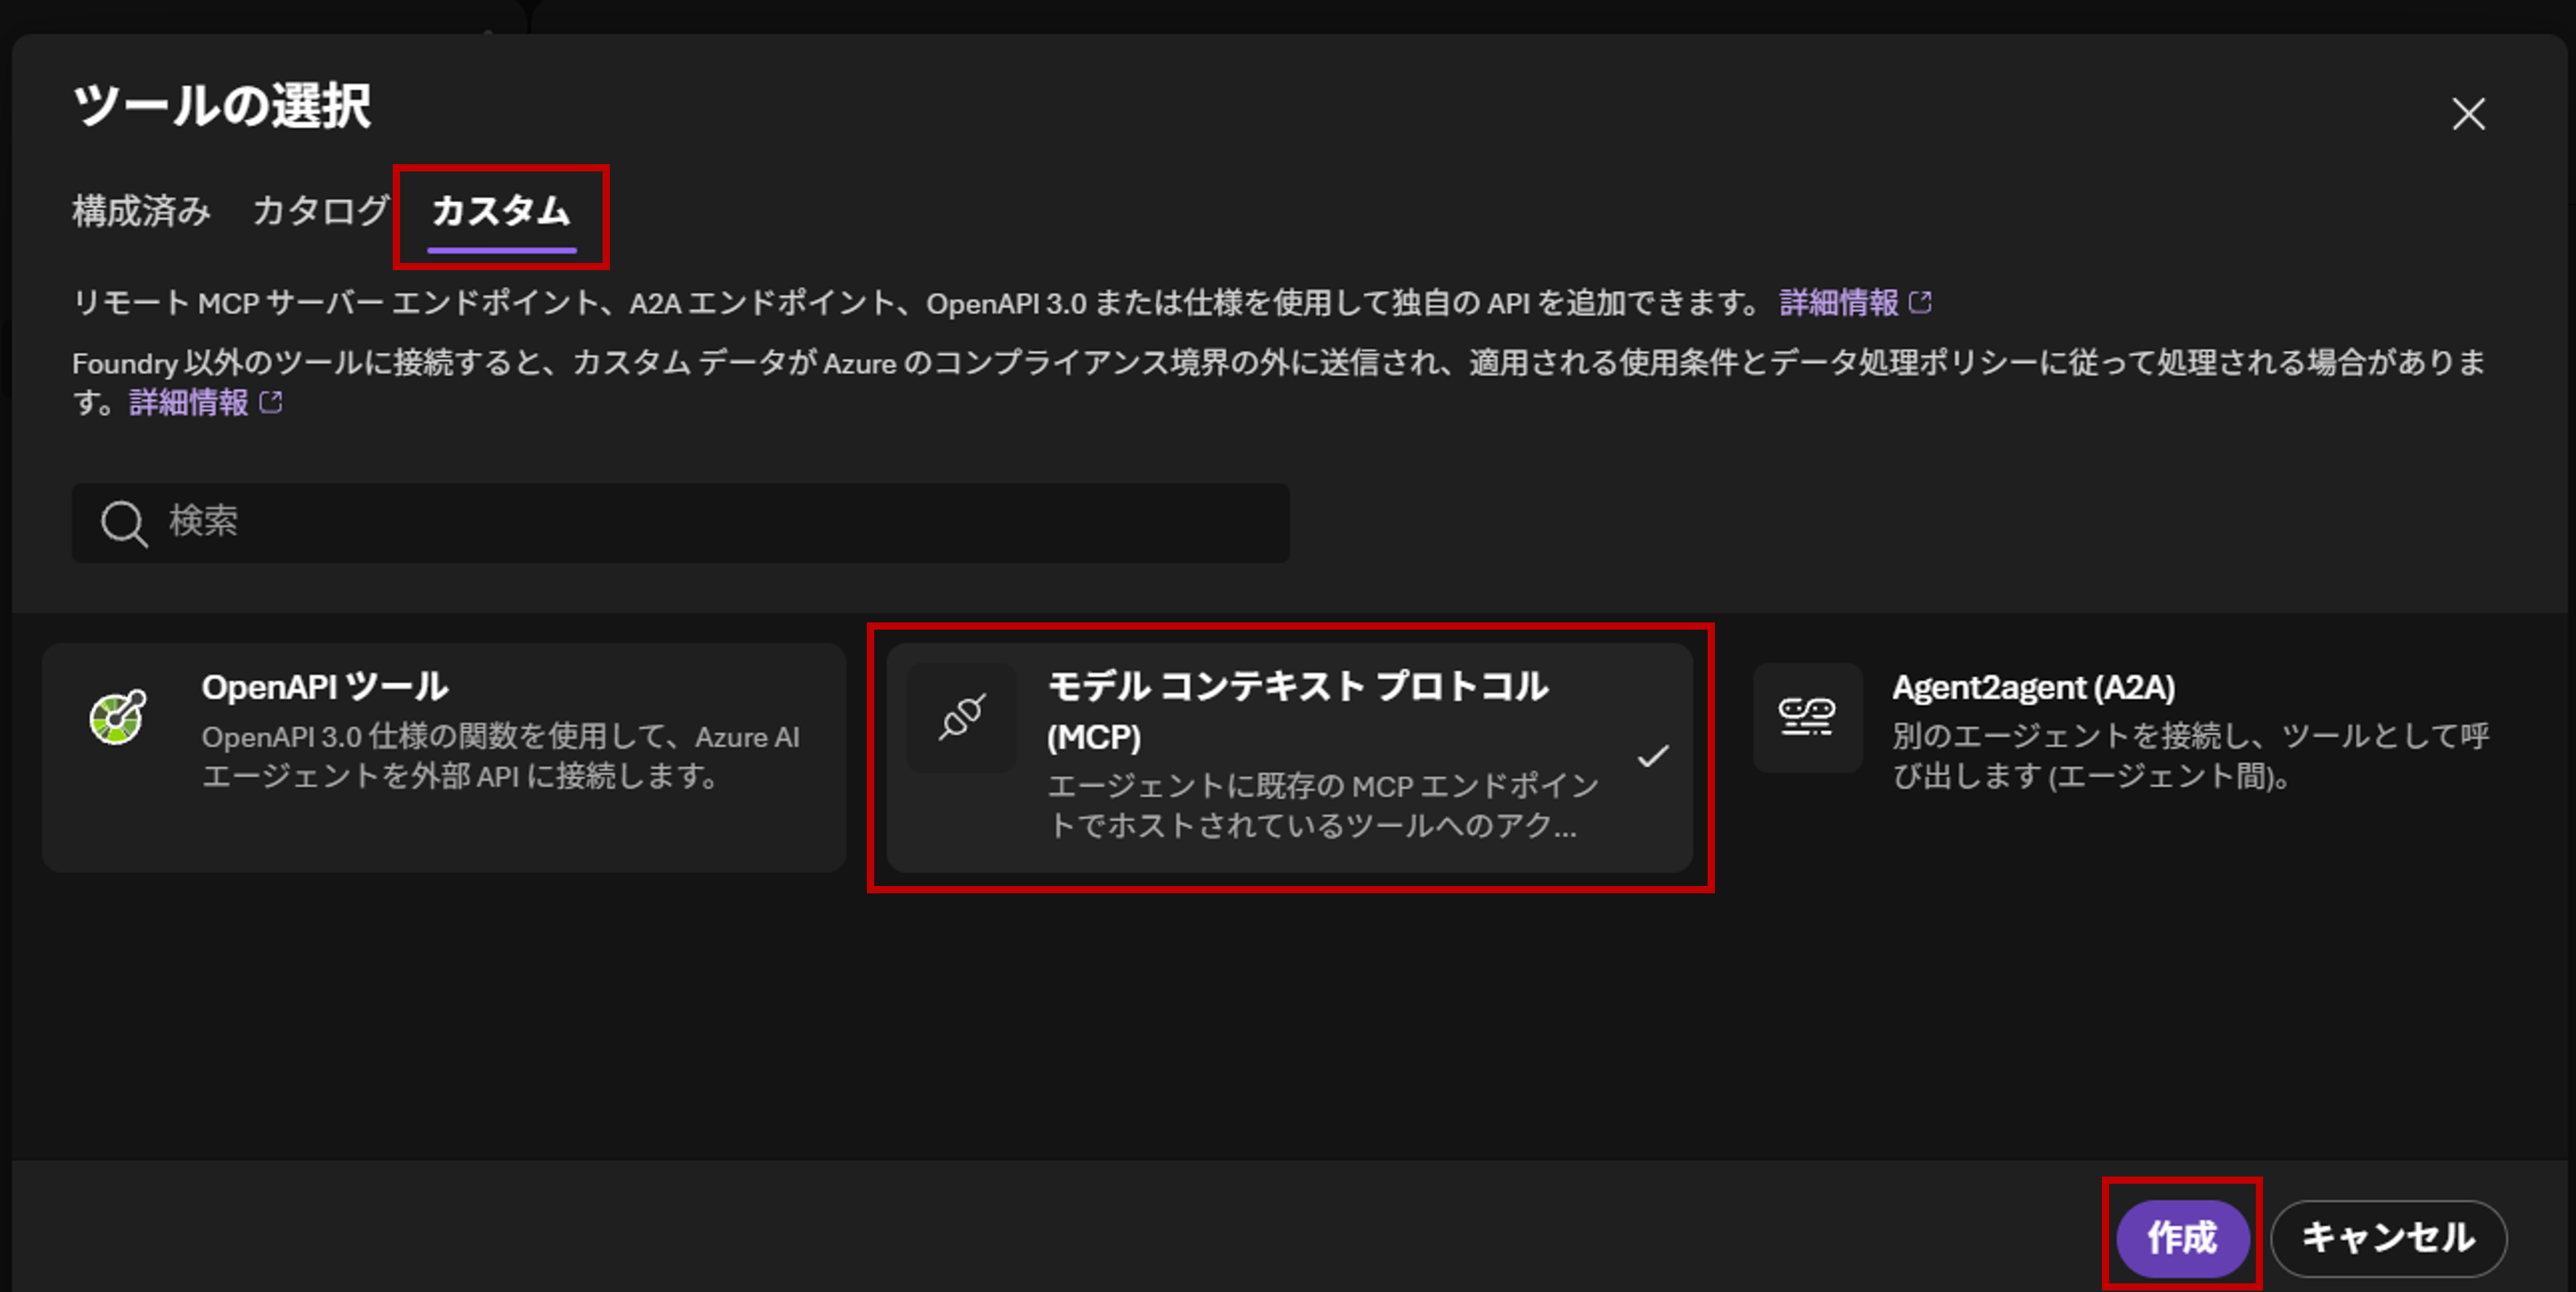 ツールの選択
構成済み カタログ カスタム
リモート MCP サーバー エンドポイント、A2A エンドポイント、OpenAPI 3.0 または仕様を使用して独自の API を追加できます。 詳細情報
Foundry 以外のツールに接続すると、カスタム データが Azure のコンプライアンス境界の外に送信され、適用される使用条件とデータ処理ポリシーに従って処理される場合がありま
す。 詳細情報
検索
OpenAPI ツール
OpenAPI 3.0 仕様の関数を使用して、Azure AI
エージェントを外部 API に接続します。
モデル コンテキスト プロトコル
(MCP)
エージェントに既存の MCP エンドポイン
トでホストされているツールへのアク...
Agent2agent (A2A)
別のエージェントを接続し、ツールとして呼
び出します (エージェント間)。
作成 キャンセル